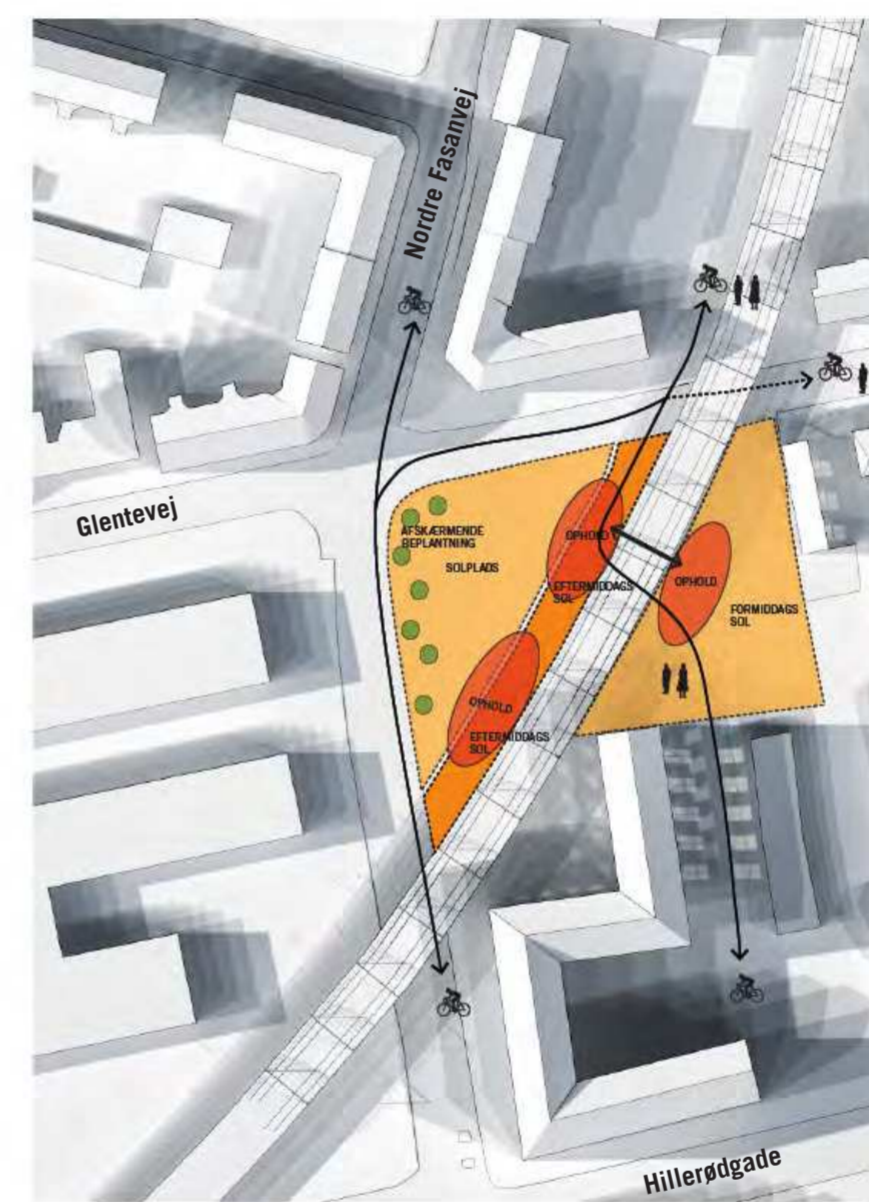 Nordre Fasanvej
Glentevej
AFSKÆRMENDE
BEPLANTNING
SOLPLADS
OPHOLD
EFTERMIDDAGS
SOL
OPHOLD
FORMIDDAGS
SOL
OPHOLD
EFTERMIDDAGS
SOL
Hillerødgade